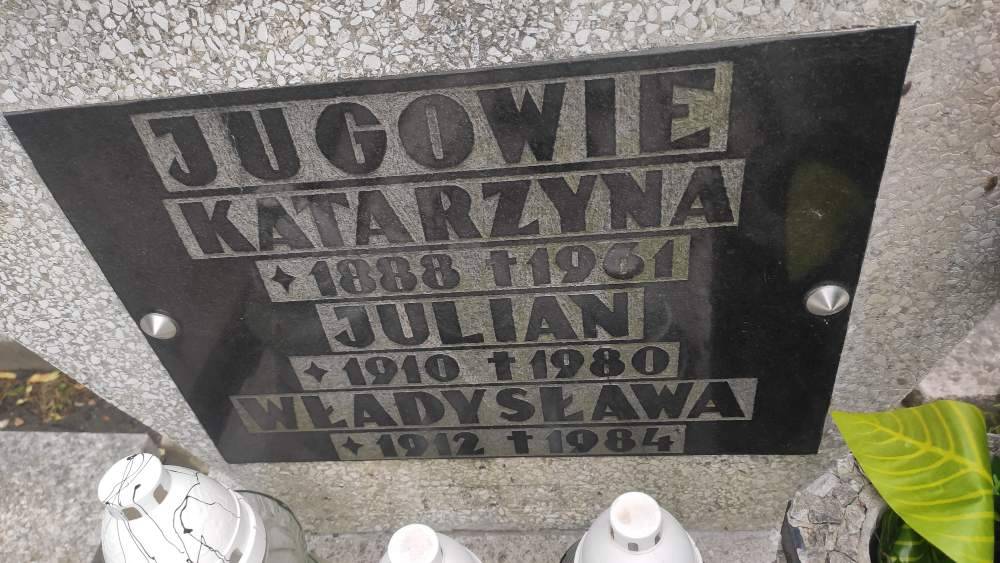 JUGOWIE
KATARZYNA
✦ 1888 † 1961
JULIAN
✦ 1910 † 1980
WŁADYSŁAWA
✦ 1912 † 1984